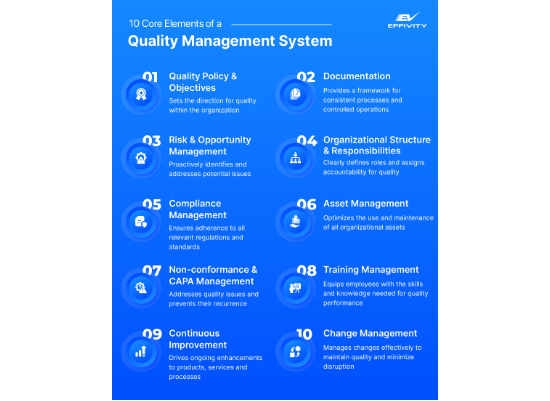 10 Core Elements of a
EFFIVITY
Quality Management System
01
Quality Policy &
Objectives
Sets the direction for quality
within the organization
02
Documentation
Provides a framework for
consistent processes and
controlled operations
03
Risk & Opportunity
Management
Proactively identifies and
addresses potential issues
04
Organizational Structure
& Responsibilities
Clearly defines roles and assigns
accountability for quality
05
Compliance
Management
Ensures adherence to all
relevant regulations and
standards
06
Asset Management
Optimizes the use and maintenance
of all organizational assets
07
Non-conformance &
CAPA Management
Addresses quality issues and
prevents their recurrence
08
Training Management
Equips employees with the skills
and knowledge needed for quality
performance
09
Continuous
Improvement
Drives ongoing enhancements
to products, services and
processes
10
Change Management
Manages changes effectively to
maintain quality and minimize
disruption